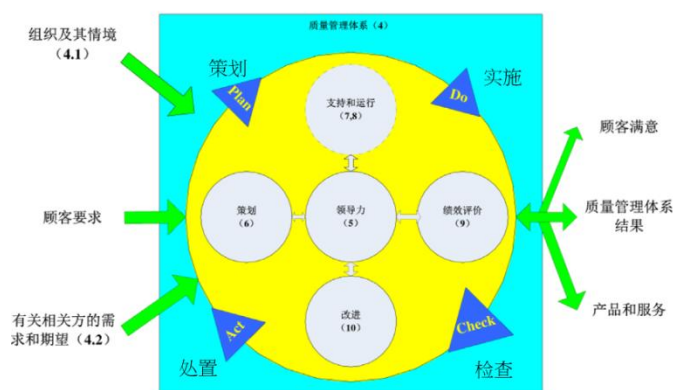 质量管理体系 (4)
组织及其情境
（4.1）
策划
Plan
实施
Do
支持和运行
(7,8)
顾客满意
顾客要求
策划
(6)
领导力
(5)
绩效评价
(9)
质量管理体系
结果
有关相关方的需
求和期望（4.2）
改进
(10)
产品和服务
Act
处置
Check
检查